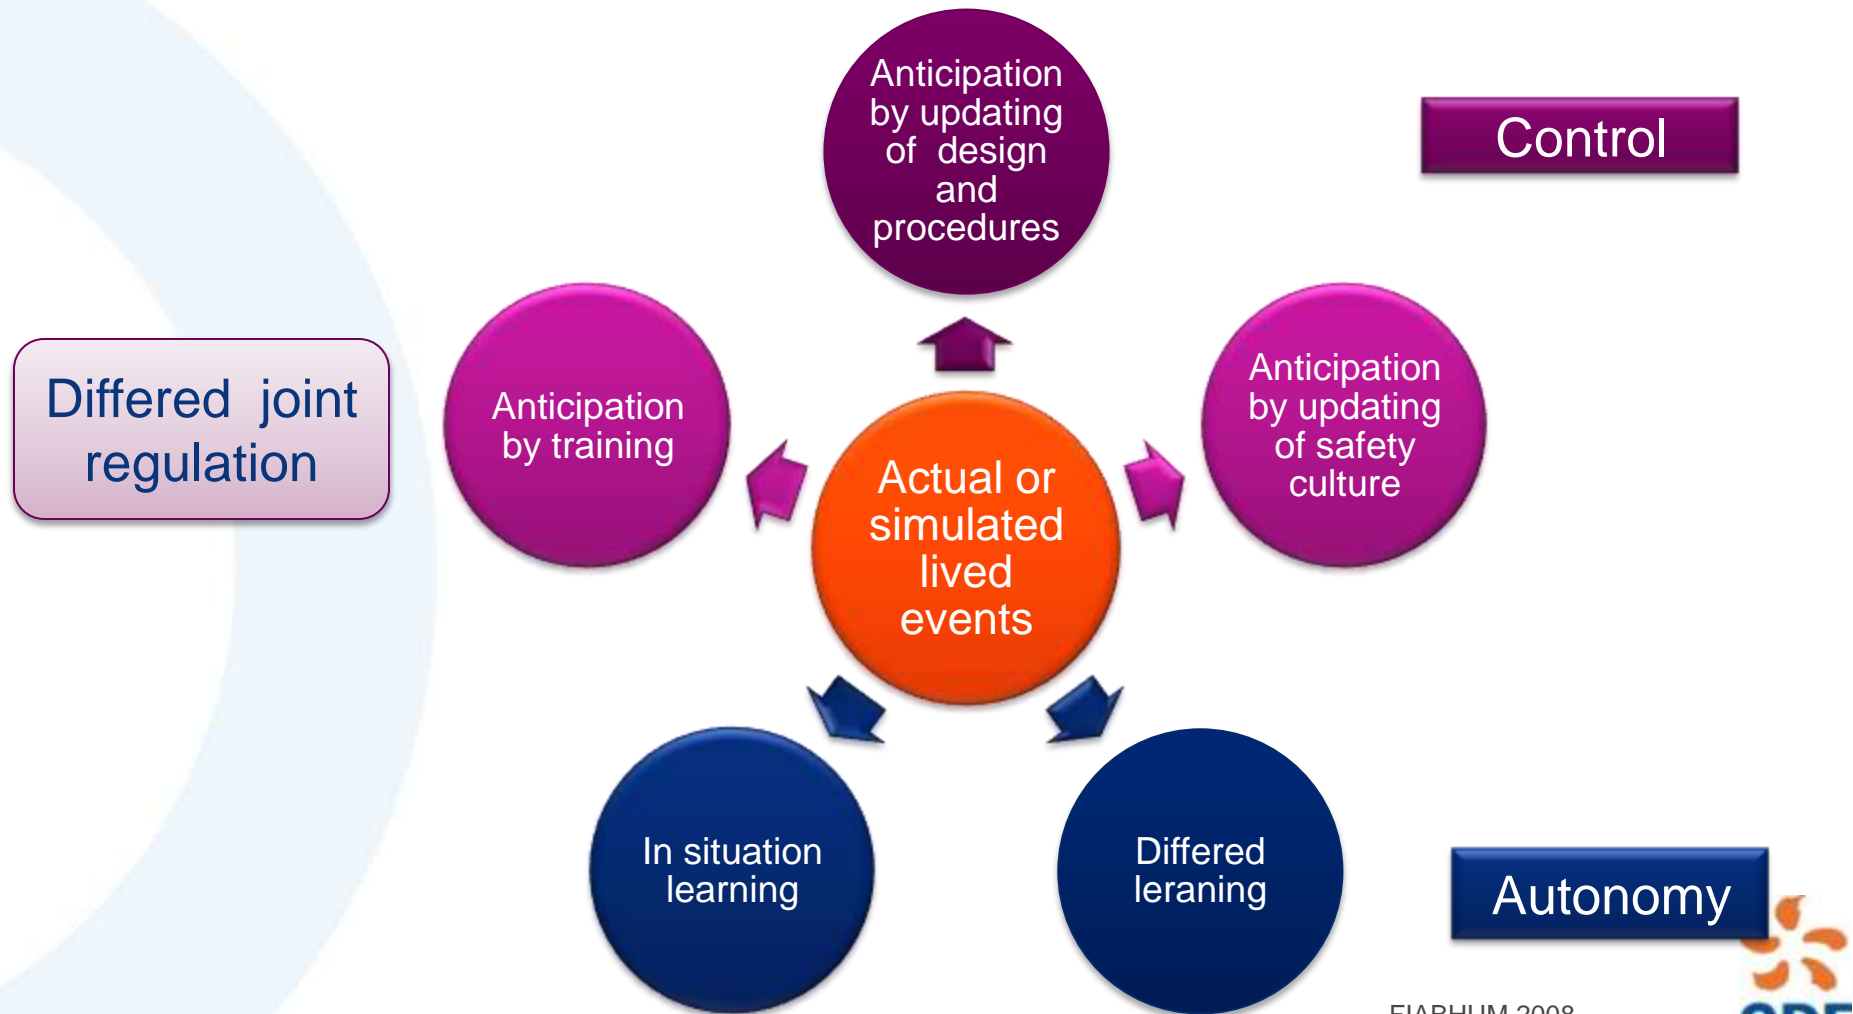 Anticipation
by updating
of design
and
procedures
Control
Differed joint
regulation
Anticipation
by training
Anticipation
by updating
of safety
culture
Actual or
simulated
lived
events
In situation
learning
Differed
leraning
Autonomy